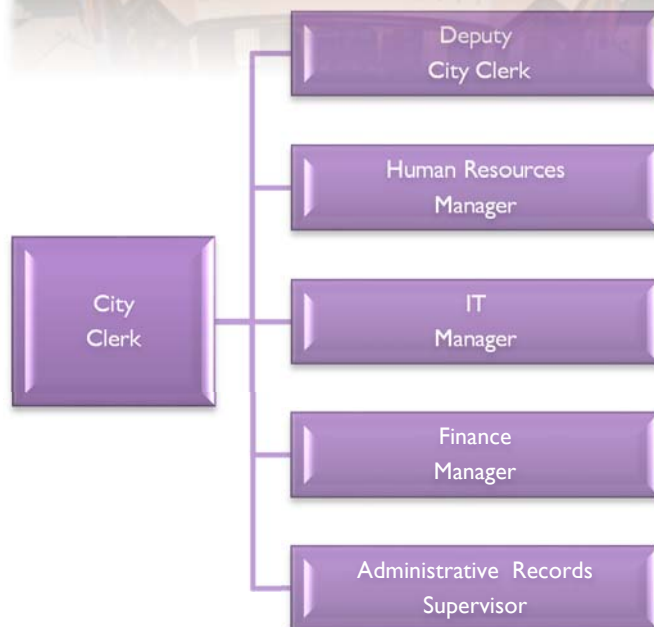 Deputy
City Clerk
Human Resources
Manager
City
Clerk
IT
Manager
Finance
Manager
Administrative Records
Supervisor